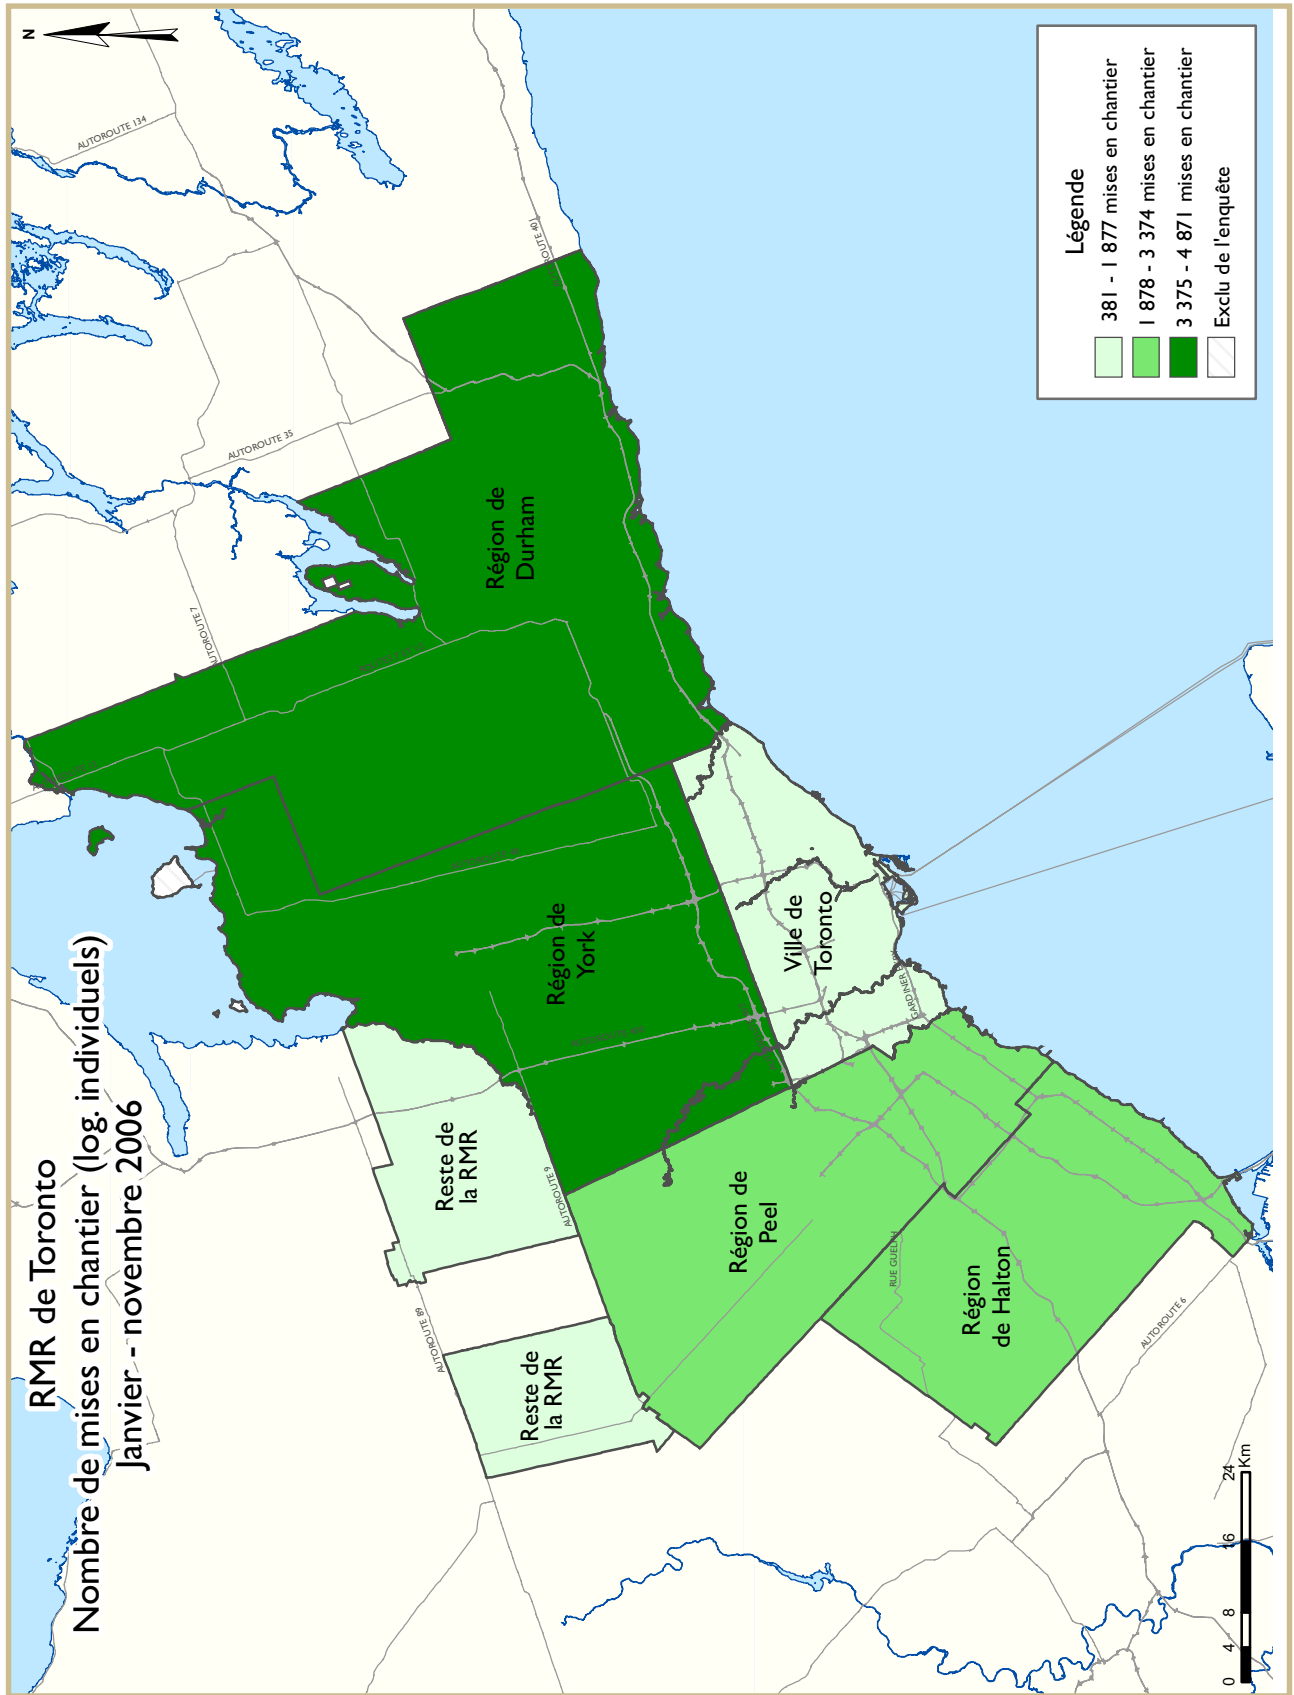 RMR de Toronto
Nombre de mises en chantier (log. individuels)
Janvier - novembre 2006
N
AUTOROUTE 134
AUTOROUTE 35
AUTOROUTE 7
Région de
Durham
Région de
York
Ville de
Toronto
Reste de
la RMR
AUTOROUTE 9
AUTOROUTE 89
Reste de
la RMR
Région de
Peel
RUE GUELPH
Région
de Halton
AUTOROUTE 6
Légende
381 - 1 877 mises en chantier
1 878 - 3 374 mises en chantier
3 375 - 4 871 mises en chantier
Exclu de l'enquête
0 4 8 16 24
Km